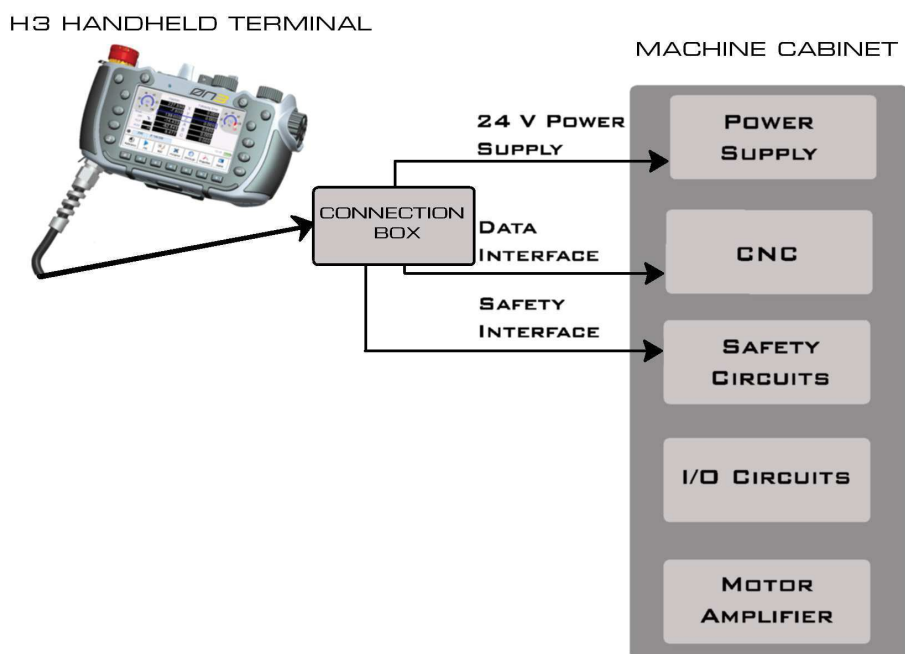 H3 HANDHELD TERMINAL
MACHINE CABINET
24 V POWER
SUPPLY
POWER
SUPPLY
CONNECTION
BOX
DATA
INTERFACE
CNC
SAFETY
INTERFACE
SAFETY
CIRCUITS
I/O CIRCUITS
MOTOR
AMPLIFIER